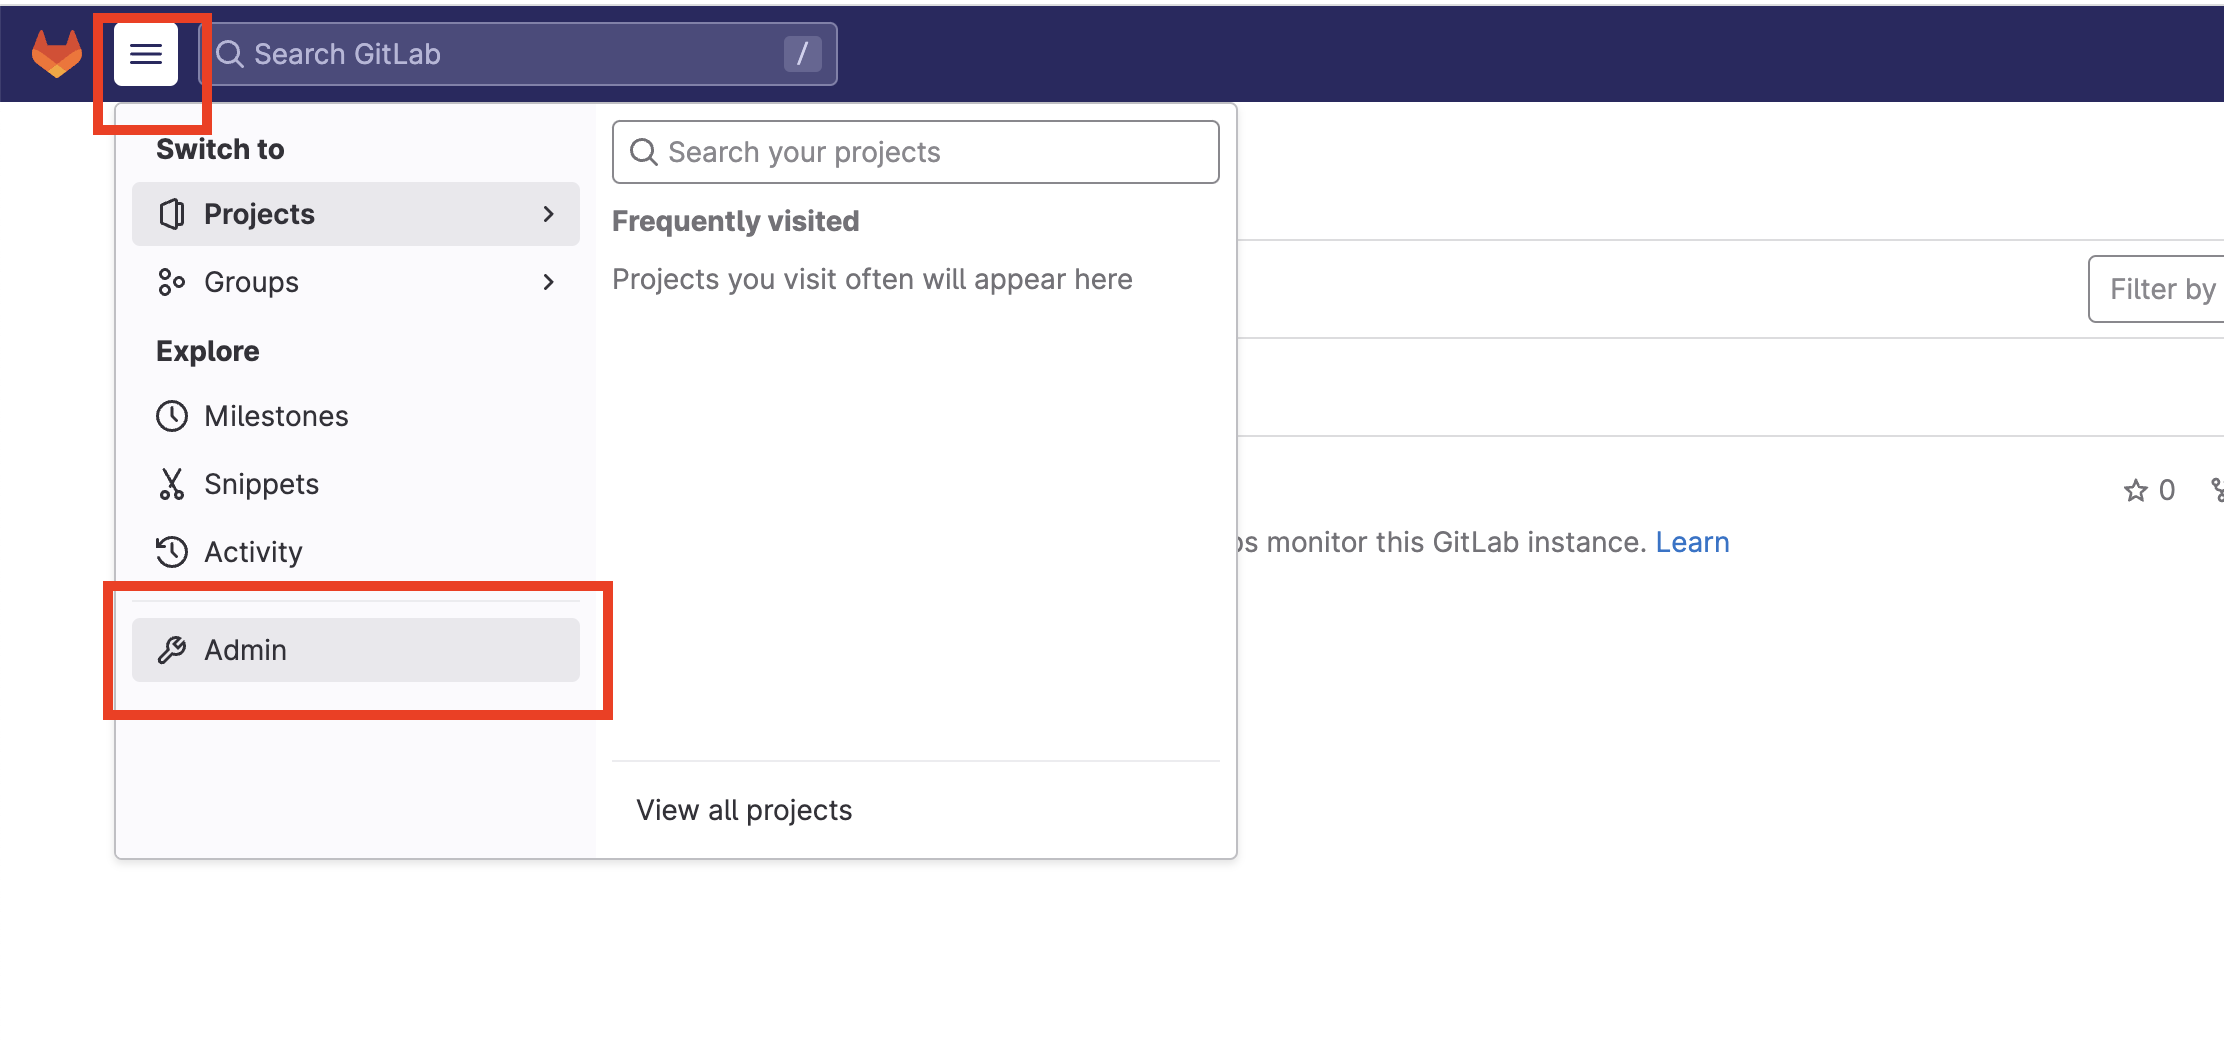 Search GitLab /
Switch to
Projects
Groups
Explore
Milestones
Snippets
Activity
Admin
Search your projects
Frequently visited
Projects you visit often will appear here
View all projects
Filter by
0
monitor this GitLab instance. Learn